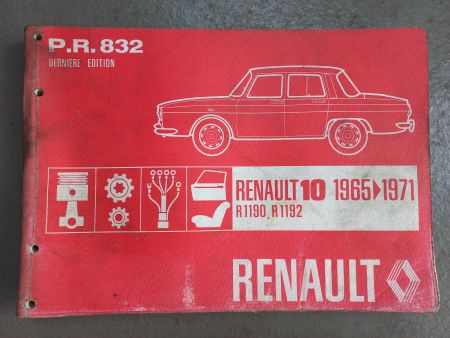 P.R. 832
DERNIERE EDITION
RENAULT 10 1965▶1971
R1190, R1192
RENAULT